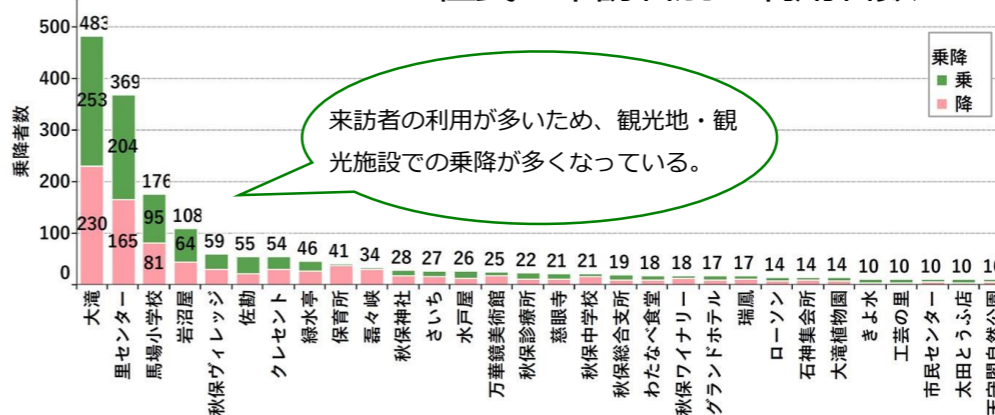 500
400
300
200
100
0
乗降者数
483
253
230
369
204
165
176
95
81
108
64
59
55
54
46
41
34
28
27
26
25
22
21
21
19
18
18
17
17
14
14
14
10
10
10
10
10
乗降
乗
降
来訪者の利用が多いため、観光地・観
光施設での乗降が多くなっている。
大滝
里センター
馬場小学校
岩沼屋
秋保ヴィレッジ
佐勘
クレセント
緑水亭
保育所
磊々峡
秋保神社
さいち
水戸屋
万華鏡美術館
秋保診療所
慈眼寺
秋保中学校
秋保総合支所
わたなべ食堂
秋保ワイナリー
グランドホテル
瑞鳳
ローソン
石神集会所
大滝植物園
きよ水
工芸の里
市民センター
太田とうふ店